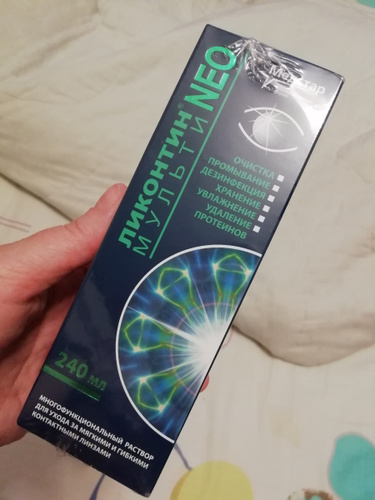 ЛИКОНТИН NEO
МУЛЬТИ
ОЧИСТКА
ПРОМЫВАНИЕ
ДЕЗИНФЕКЦИЯ
ХРАНЕНИЕ
УВЛАЖНЕНИЕ
УДАЛЕНИЕ
ПРОТЕИНОВ
240 МЛ
МНОГОФУНКЦИОНАЛЬНЫЙ РАСТВОР
ДЛЯ УХОДА ЗА МЯГКИМИ И ГИБКИМИ
КОНТАКТНЫМИ ЛИНЗАМИ